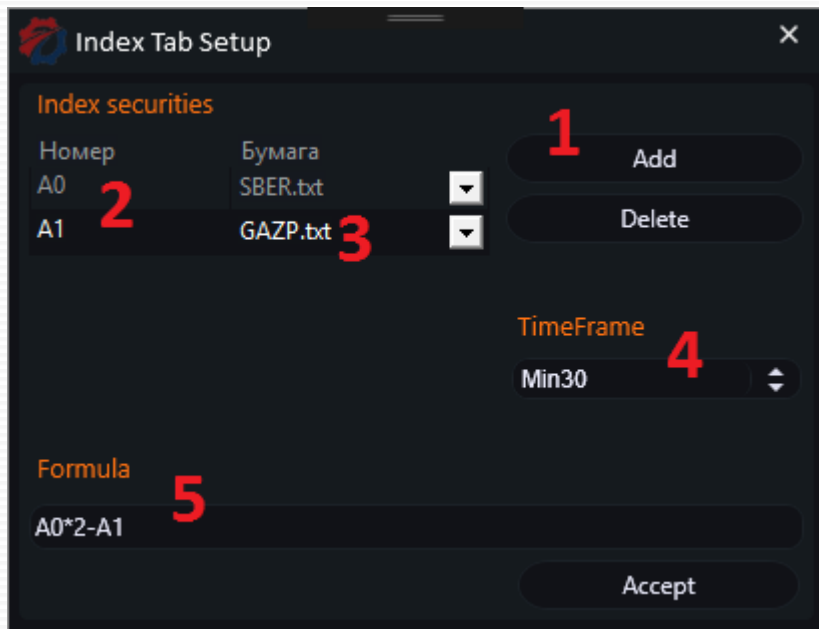 Index Tab Setup
Index securities
Номер Бумага
1 Add
A0 2 SBER.txt
Delete
A1 GAZP.txt 3
TimeFrame
4
Min30
Formula
5
A0*2-A1
Accept